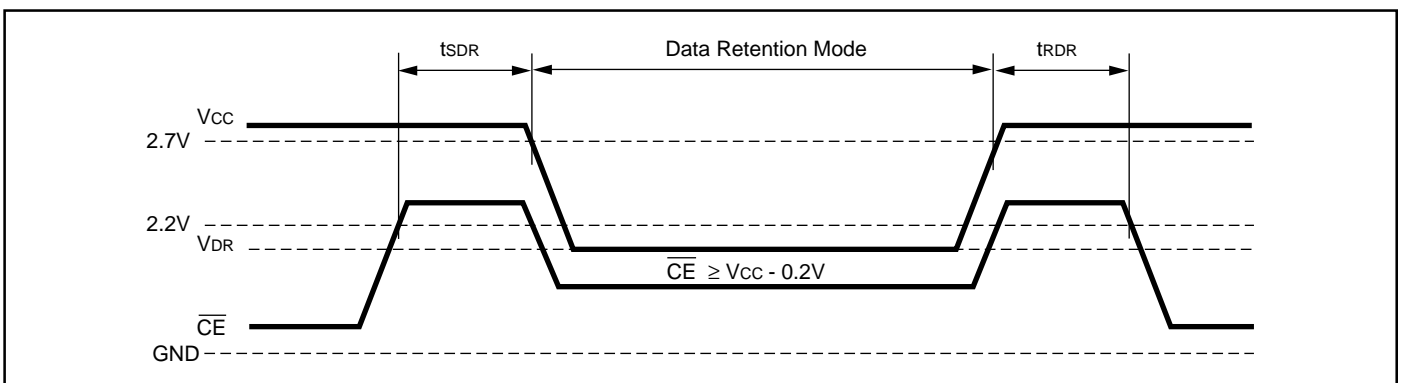 tSDR Data Retention Mode tRDR
VCC
2.7V
2.2V
VDR
CE ≥ VCC - 0.2V
CE
GND